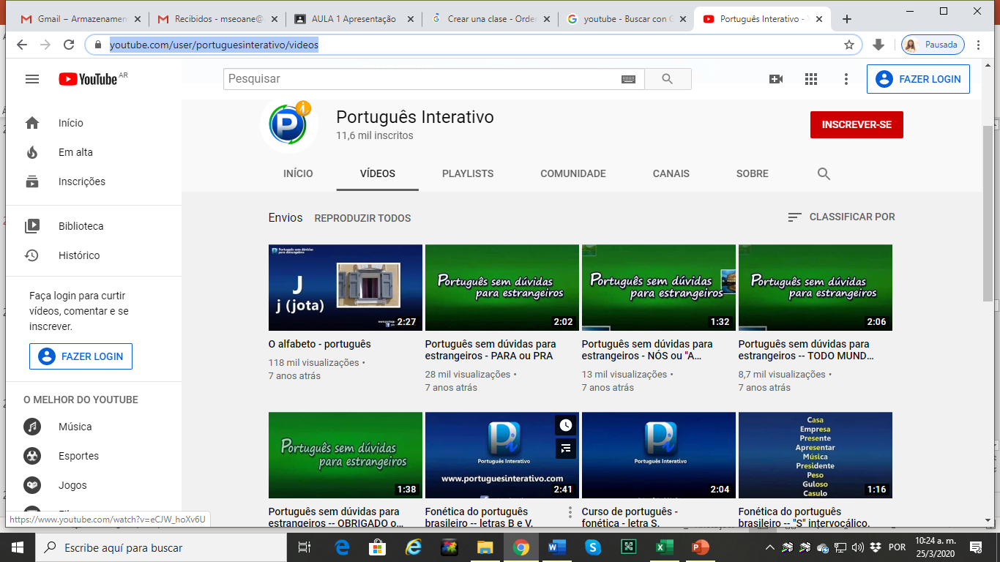 Gmail – Armazenamen
Recibidos - mseoane@
AULA 1 Apresentação
Crear una clase - Order
youtube - Buscar con G
Português Interativo - Y
youtube.com/user/portuguesinterativo/videos
Pausada
YouTube AR
Pesquisar
FAZER LOGIN
Início
Em alta
Inscrições
Biblioteca
Histórico
Faça login para curtir
vídeos, comentar e se
inscrever.
FAZER LOGIN
O MELHOR DO YOUTUBE
Música
Esportes
Jogos
https://www.youtube.com/watch?v=eCJW_hoXv6U
Português Interativo
11,6 mil inscritos
INSCREVER-SE
INÍCIO
VÍDEOS
PLAYLISTS
COMUNIDADE
CANAIS
SOBRE
Envios
REPRODUZIR TODOS
CLASSIFICAR POR
Português sem dúvidas
para estrangeiros
J
j (jota)
2:27
O alfabeto - português
118 mil visualizações •
7 anos atrás
Português sem dúvidas
para estrangeiros
2:02
Português sem dúvidas para
estrangeiros - PARA ou PRA
28 mil visualizações •
7 anos atrás
Português sem dúvidas
para estrangeiros
1:32
Português sem dúvidas para
estrangeiros - NÓS ou "A...
13 mil visualizações •
7 anos atrás
Português sem dúvidas
para estrangeiros
2:06
Português sem dúvidas para
estrangeiros -- TODO MUND...
8,7 mil visualizações •
7 anos atrás
Português sem dúvidas
para estrangeiros
1:38
Português sem dúvidas para
estrangeiros -- OBRIGADO o...
Português Interativo
www.portuguesinterativo.com
2:41
Fonética do português
brasileiro -- letras B e V.
Português Interativo
2:04
Curso de português -
fonética - letra S.
Casa
Empresa
Presente
Apresentar
Música
Presidente
Peso
Guloso
Casulo
1:16
Fonética do português
brasileiro -- "S" intervocálico.
Escribe aquí para buscar
POR
10:24 a. m.
25/3/2020